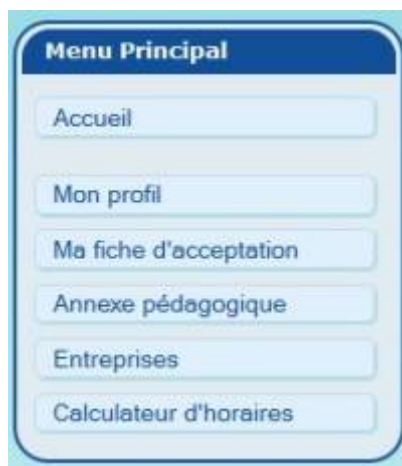 Menu Principal
Accueil
Mon profil
Ma fiche d'acceptation
Annexe pédagogique
Entreprises
Calculateur d'horaires